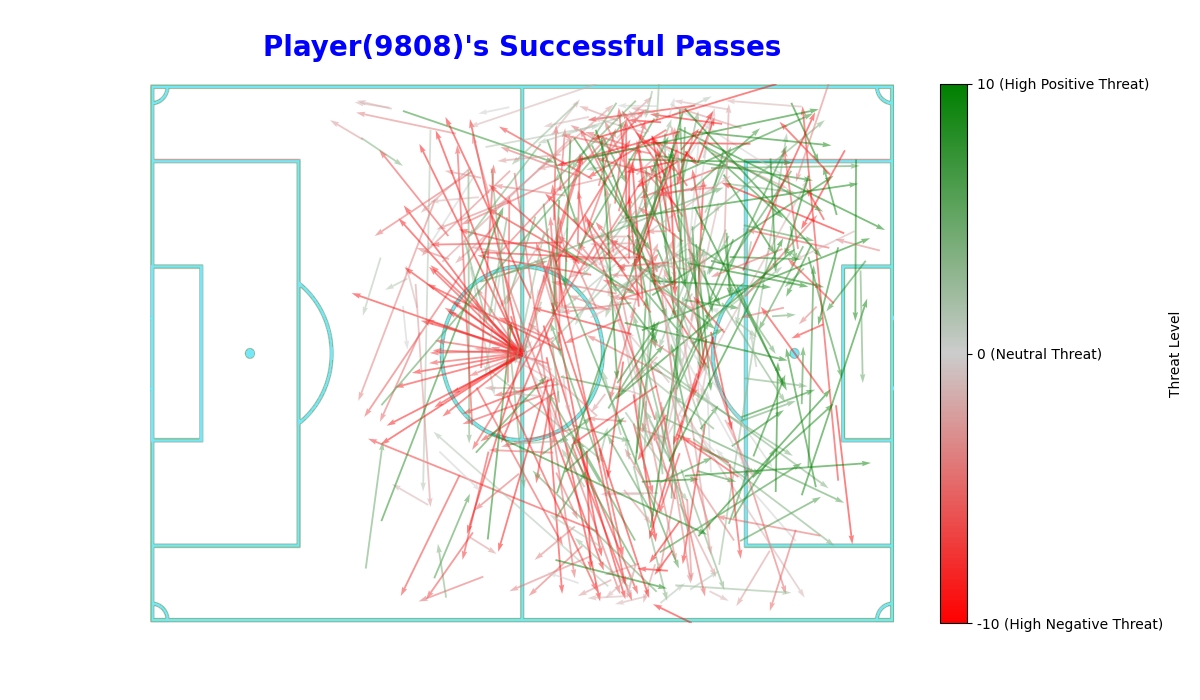 Player(9808)'s Successful Passes
10 (High Positive Threat)
0 (Neutral Threat)
-10 (High Negative Threat)
Threat Level